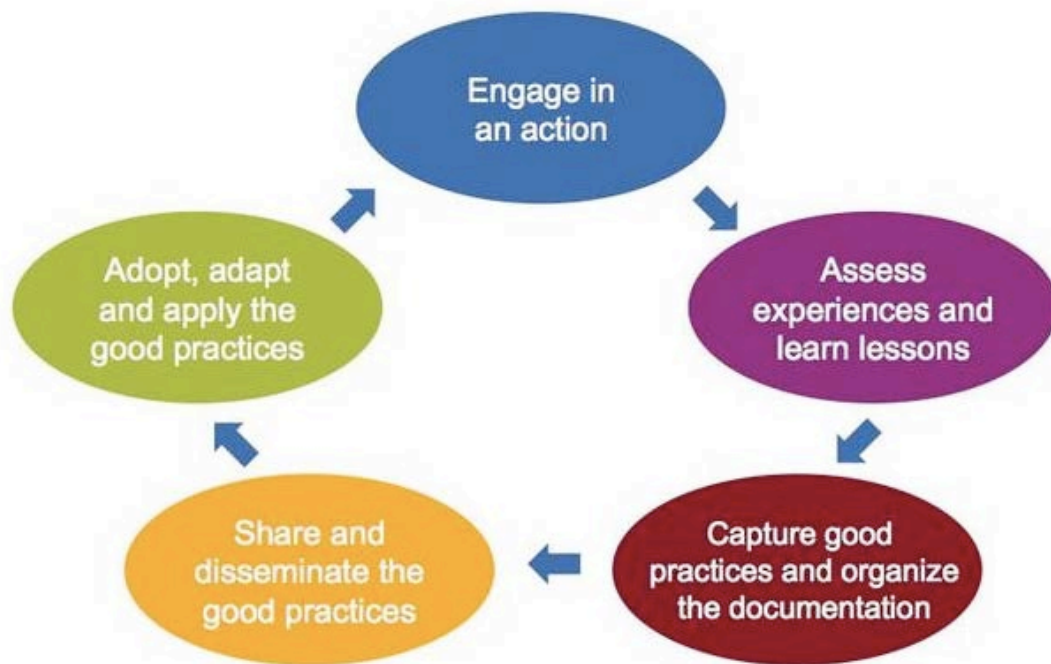 Engage in
an action
Assess
experiences and
learn lessons
Capture good
practices and organize
the documentation
Share and
disseminate the
good practices
Adopt, adapt
and apply the
good practices